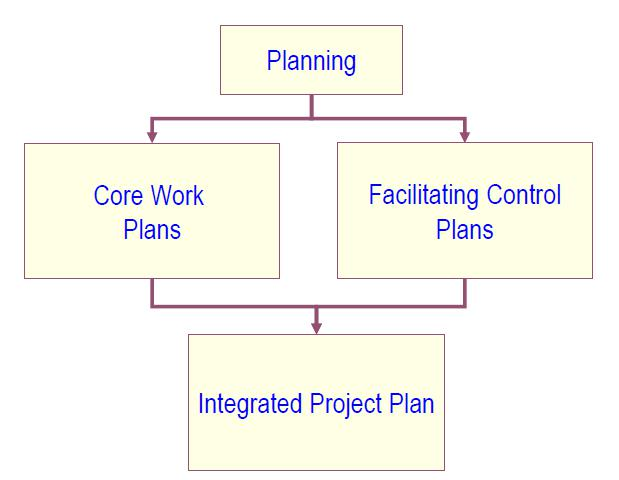 Planning
Core Work
Plans
Facilitating Control
Plans
Integrated Project Plan